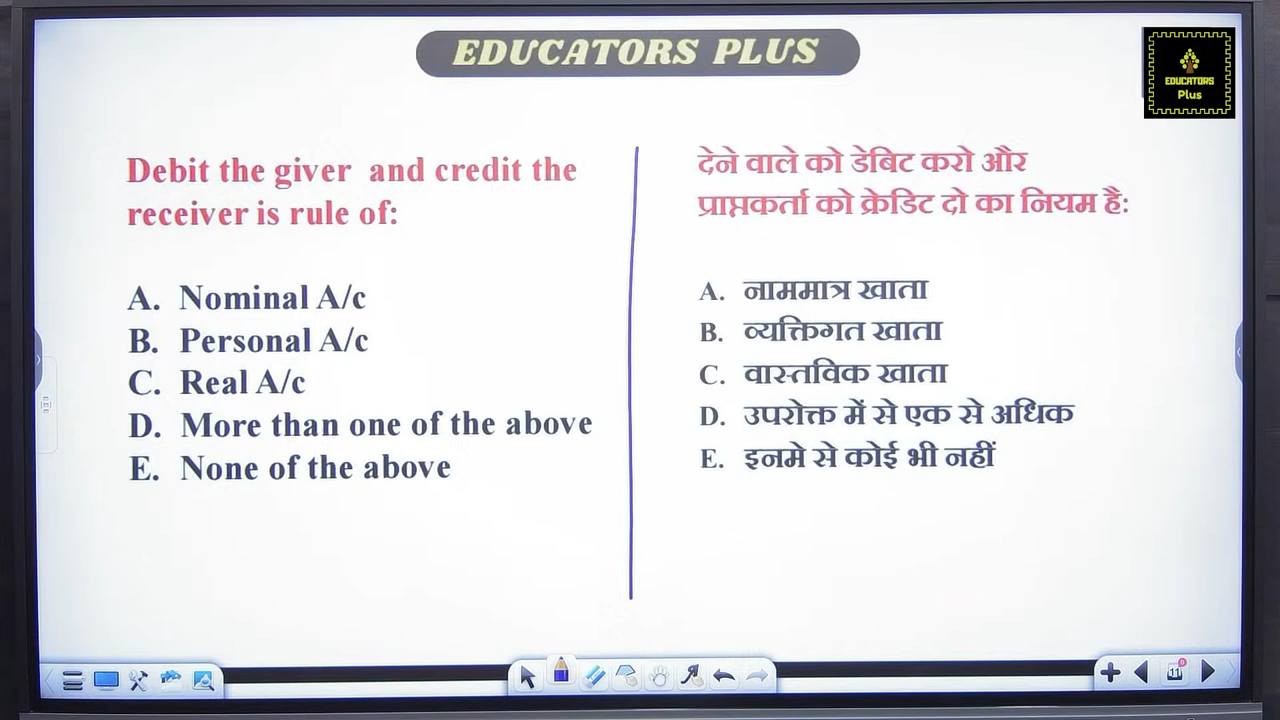 EDUCATORS PLUS
EDUCATORS
Plus
Debit the giver and credit the
receiver is rule of:
A. Nominal A/c
B. Personal A/c
C. Real A/c
D. More than one of the above
E. None of the above
देने वाले को डेबिट करो और
प्राप्तकर्ता को क्रेडिट दो का नियम है:
A. नाममात्र खाता
B. व्यक्तिगत खाता
C. वास्तविक खाता
D. उपरोक्त में से एक से अधिक
E. इनमे से कोई भी नहीं
11